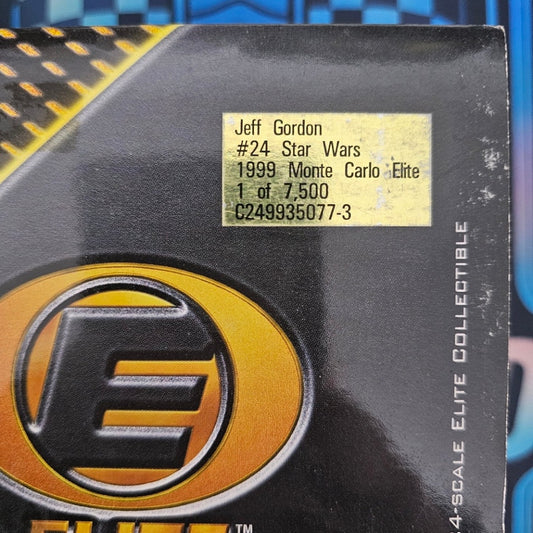 Jeff Gordon
#24 Star Wars
1999 Monte Carlo Elite
1 of 7,500
C249935077-3
E
ELITE™
4-SCALE ELITE COLLECTIBLE